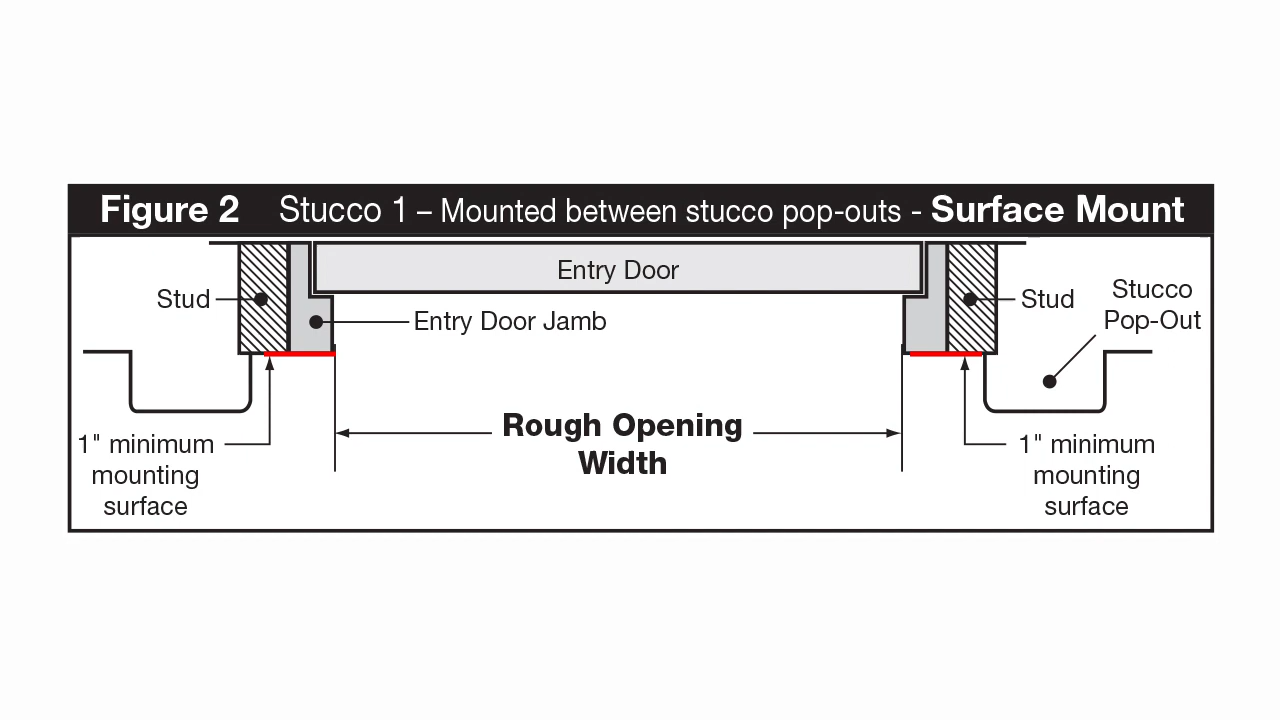 Figure 2 Stucco 1 – Mounted between stucco pop-outs - Surface Mount
Entry Door
Stud
Entry Door Jamb
Stud
Stucco
Pop-Out
Rough Opening
Width
1" minimum
mounting
surface
1" minimum
mounting
surface